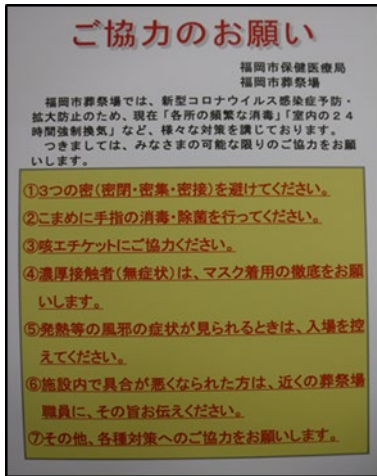 ご協力のお願い
福岡市保健医療局
福岡市葬祭場
福岡市葬祭場では、新型コロナウイルス感染症予防・
拡大防止のため、現在「各所の頻繁な消毒」「室内の24
時間強制換気」など、様々な対策を講じております。
つきましては、みなさまの可能な限りのご協力をお願
いします。
①3つの密(密閉・密集・密接)を避けてください。
②こまめに手指の消毒・除菌を行ってください。
③咳エチケットにご協力ください。
④濃厚接触者(無症状)は、マスク着用の徹底をお願
いします。
⑤発熱等の風邪の症状が見られるときは、入場を控
えてください。
⑥施設内で具合が悪くなられた方は、近くの葬祭場
職員に、その旨お伝えください。
⑦その他、各種対策へのご協力をお願いします。